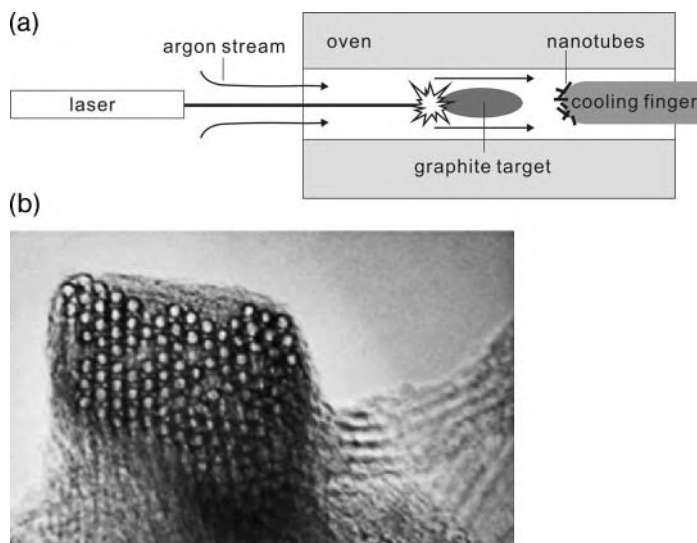 (a)
argon stream
oven
nanotubes
laser
cooling finger
graphite target
(b)